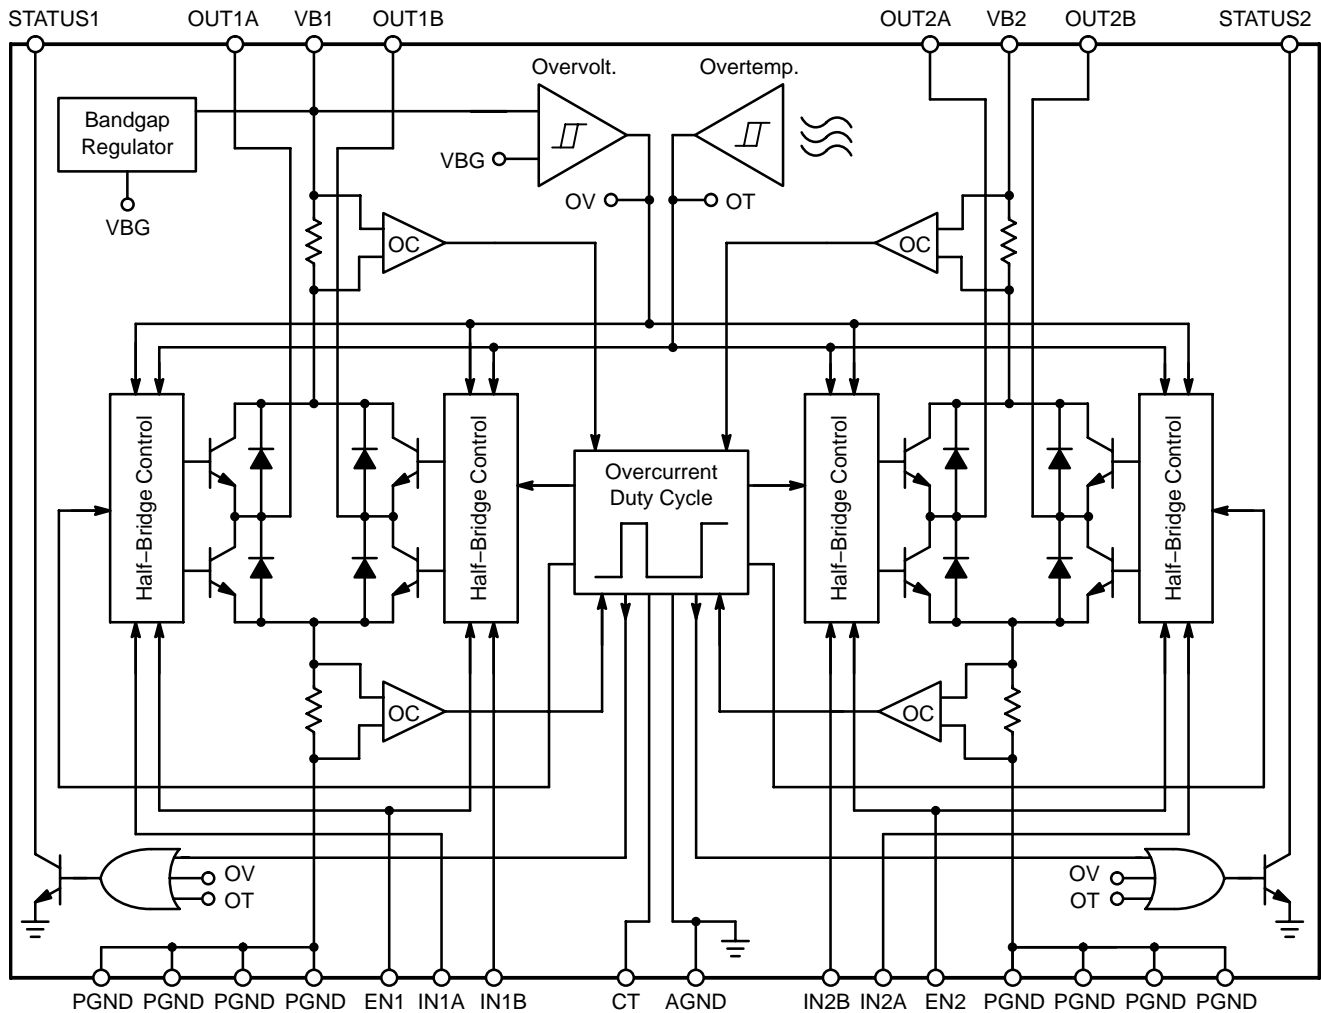 STATUS1 OUT1A VB1 OUT1B OUT2A VB2 OUT2B STATUS2
Overvolt. Overtemp.
Bandgap
Regulator
VBG
VBG
OV OT
OC OC
Half−Bridge Control
Half−Bridge Control
Overcurrent
Duty Cycle
Half−Bridge Control
Half−Bridge Control
OC OC
OV
OT
OV
OT
PGND PGND PGND PGND EN1 IN1A IN1B CT AGND IN2B IN2A EN2 PGND PGND PGND PGND